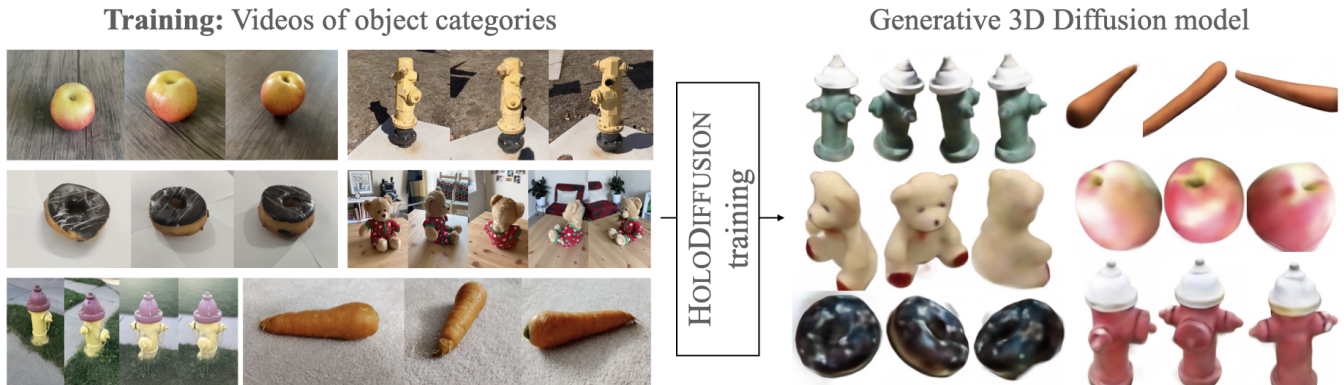 Training: Videos of object categories
Generative 3D Diffusion model
HOLODIFFUSION
training